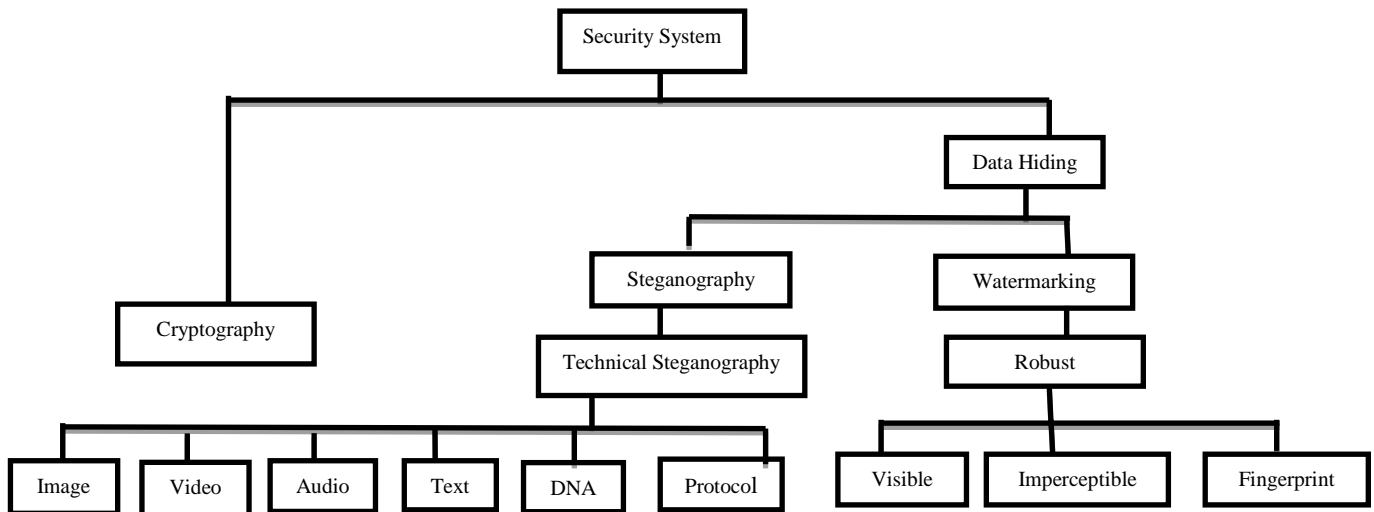 Security System
Data Hiding
Steganography
Watermarking
Cryptography
Technical Steganography
Robust
Image
Video
Audio
Text
DNA
Protocol
Visible
Imperceptible
Fingerprint